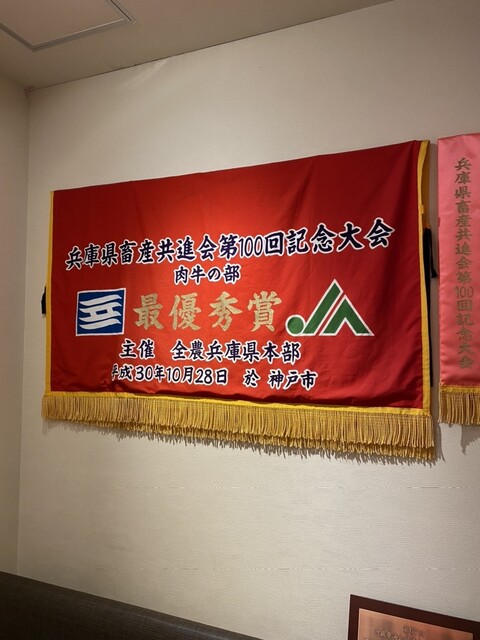 兵庫県畜産共進会第100回記念大会
肉牛の部
最優秀賞
JA
主催 全農兵庫県本部
平成30年10月28日 於 神戸市
兵庫県畜産共進会第100回記念大会